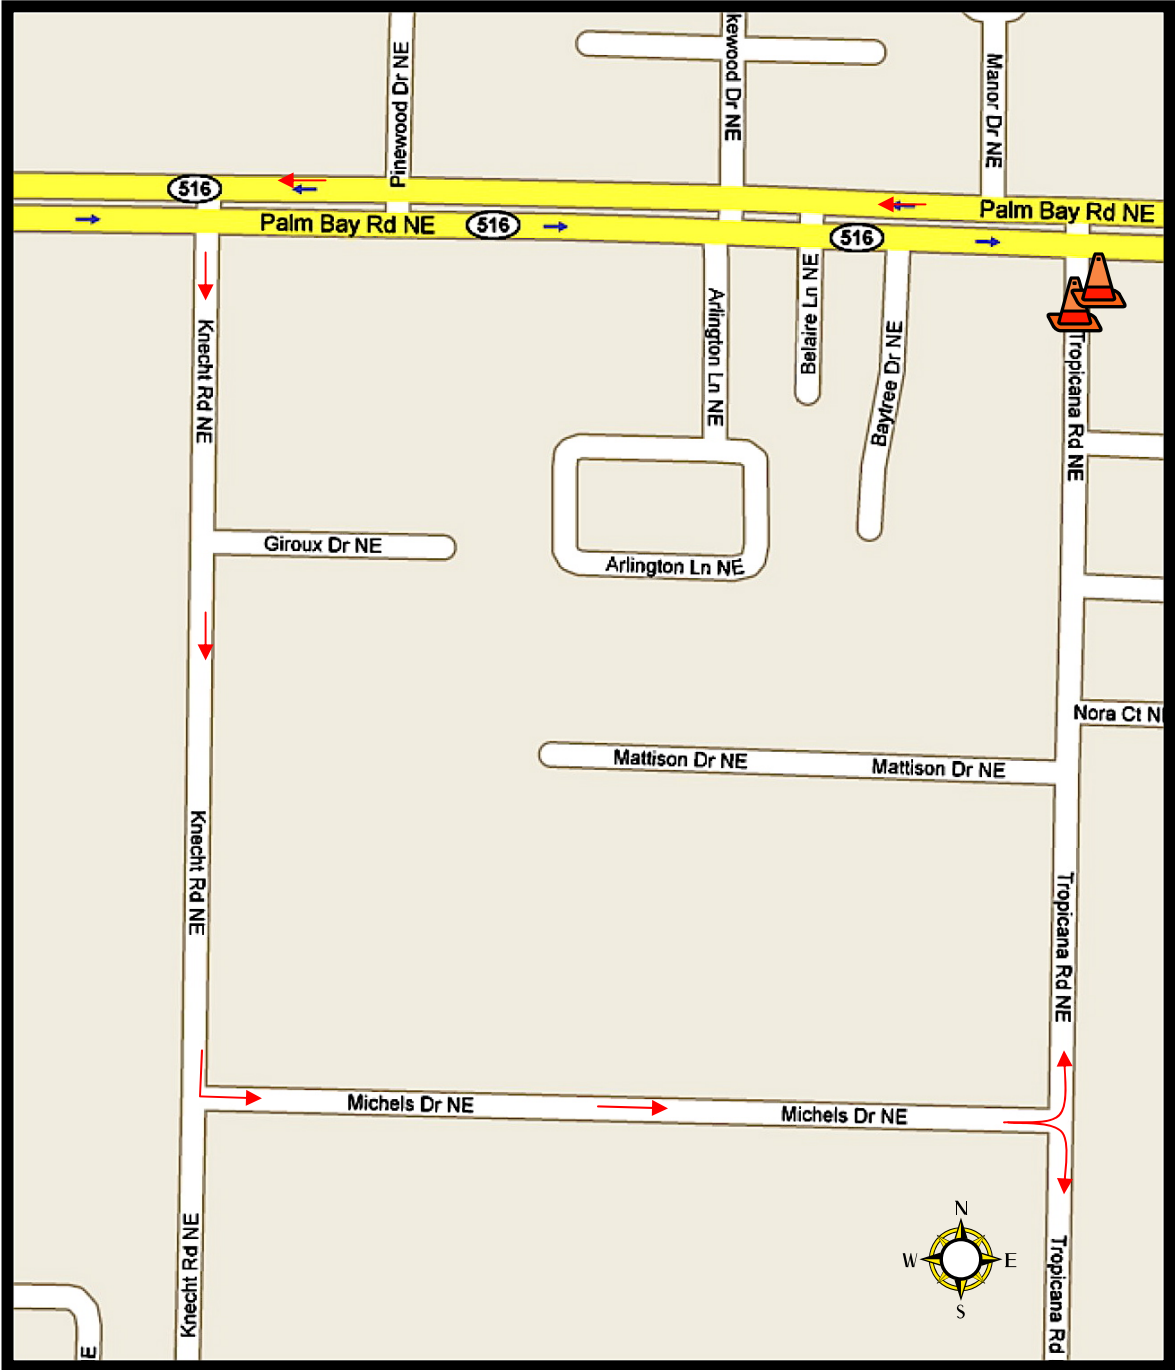 Pinewood Dr NE
kewood Dr NE
Manor Dr NE
516
Palm Bay Rd NE
Palm Bay Rd NE
516
516
Knecht Rd NE
Arlington Ln NE
Belaire Ln NE
Baytree Dr NE
Tropicana Rd NE
Giroux Dr NE
Arlington Ln NE
Nora Ct N
Mattison Dr NE
Mattison Dr NE
Knecht Rd NE
Tropicana Rd NE
Michels Dr NE
Michels Dr NE
Knecht Rd NE
N
W
E
S
Tropicana Rd
E